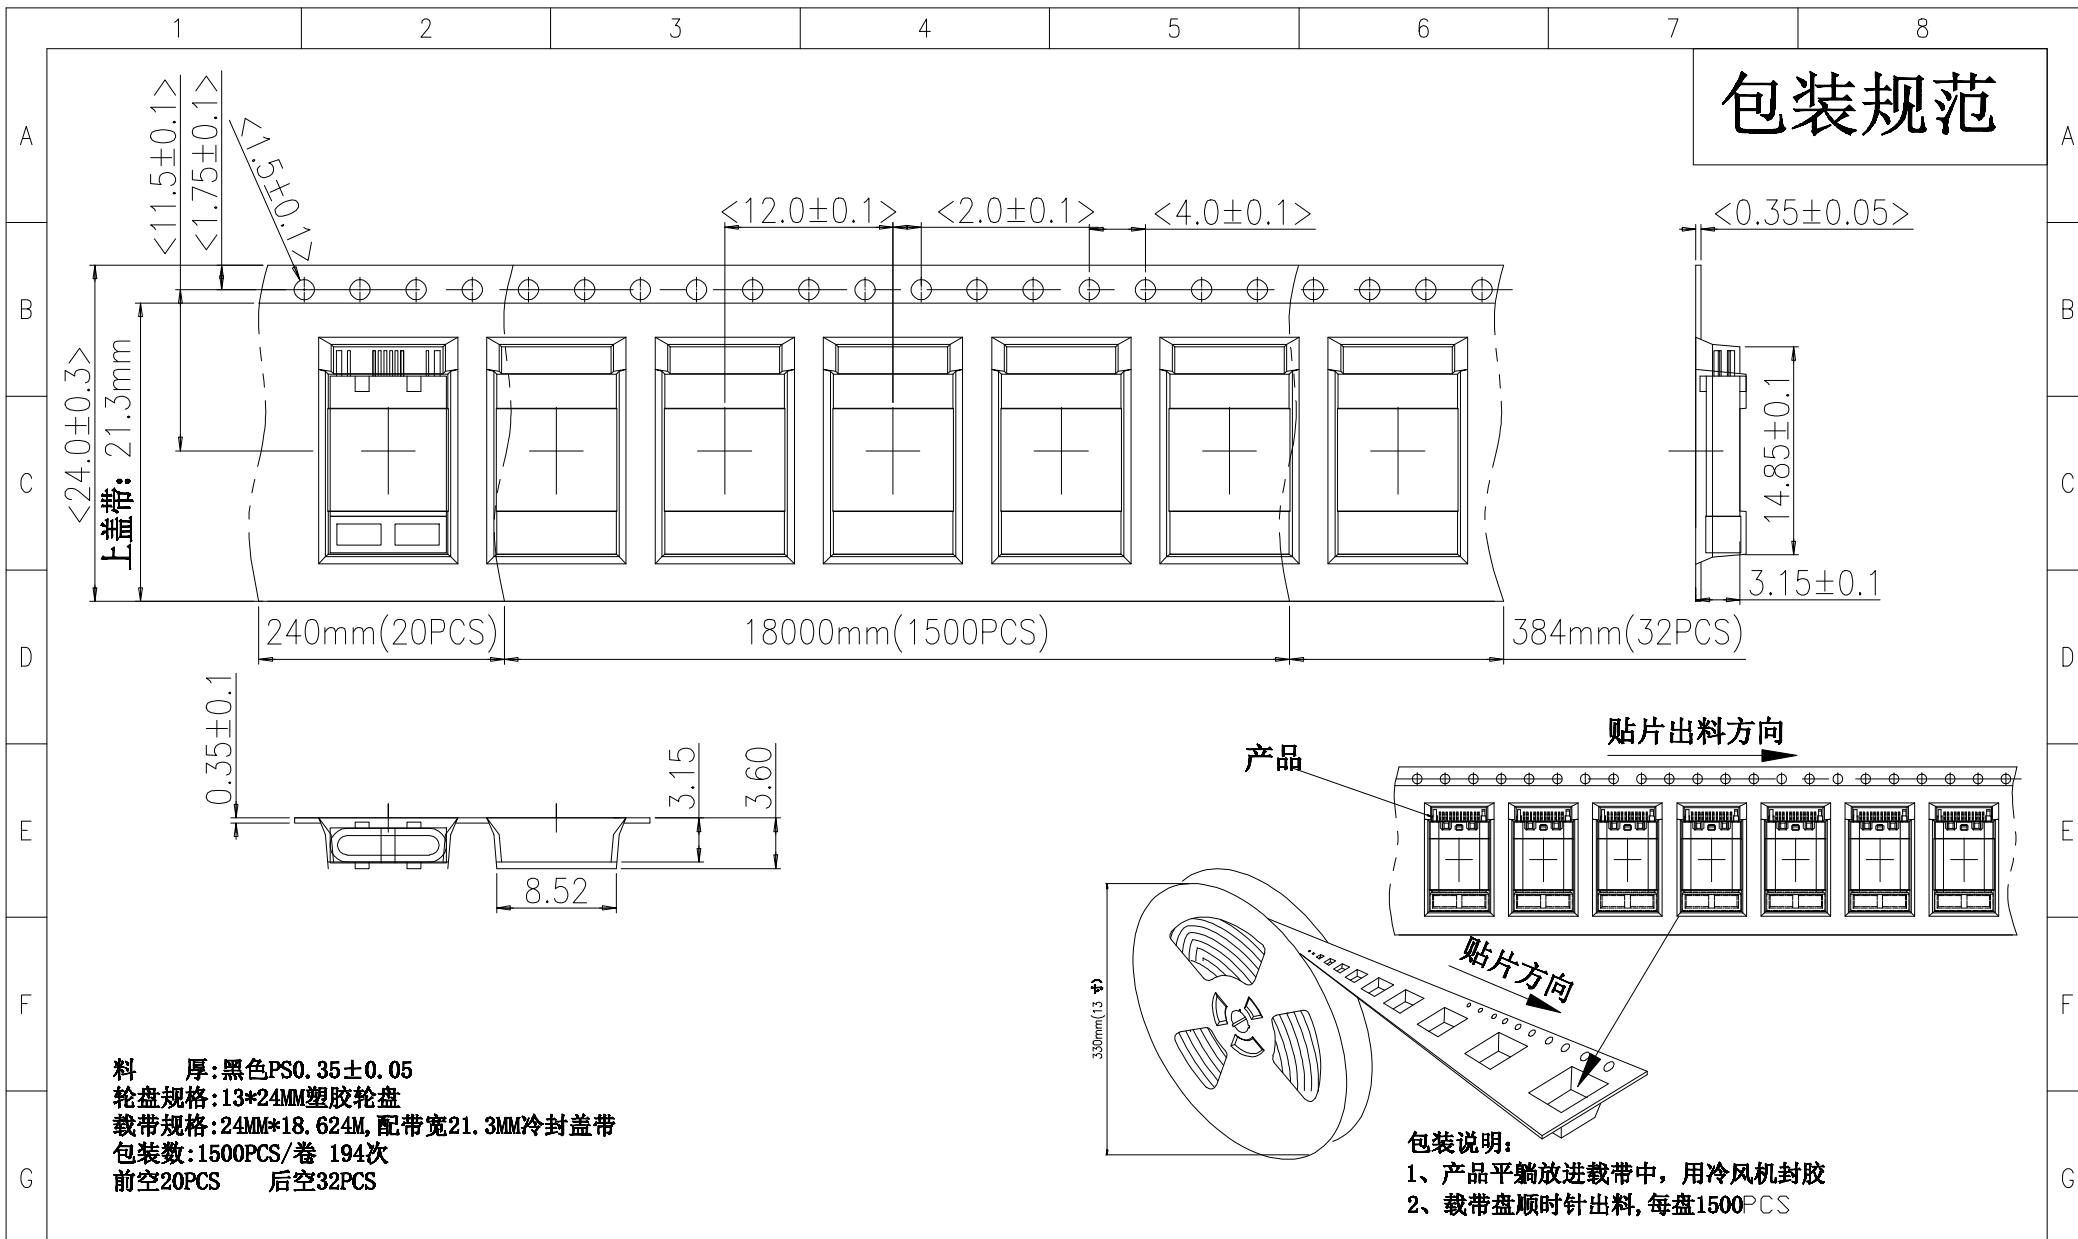 1 2 3 4 5 6 7 8
包装规范
A A
<11.5±0.1>
<1.75±0.1>
<1.5±0.1>
<12.0±0.1> <2.0±0.1> <4.0±0.1> <0.35±0.05>
B B
<24.0±0.3>
上盖带: 21.3mm
14.85±0.1
C C
3.15±0.1
240mm(20PCS) 18000mm(1500PCS) 384mm(32PCS)
D D
0.35±0.1
3.15
3.60
8.52
贴片出料方向
产品
E E
贴片方向
330mm(13
F F
料 厚:黑色PS0.35±0.05
轮盘规格:13*24MM塑胶轮盘
载带规格:24MM*18.624M,配带宽21.3MM冷封盖带
包装数:1500PCS/卷 194次
前空20PCS 后空32PCS
包装说明:
1、产品平躺放进载带中，用冷风机封胶
2、载带盘顺时针出料,每盘1500PCS
G G